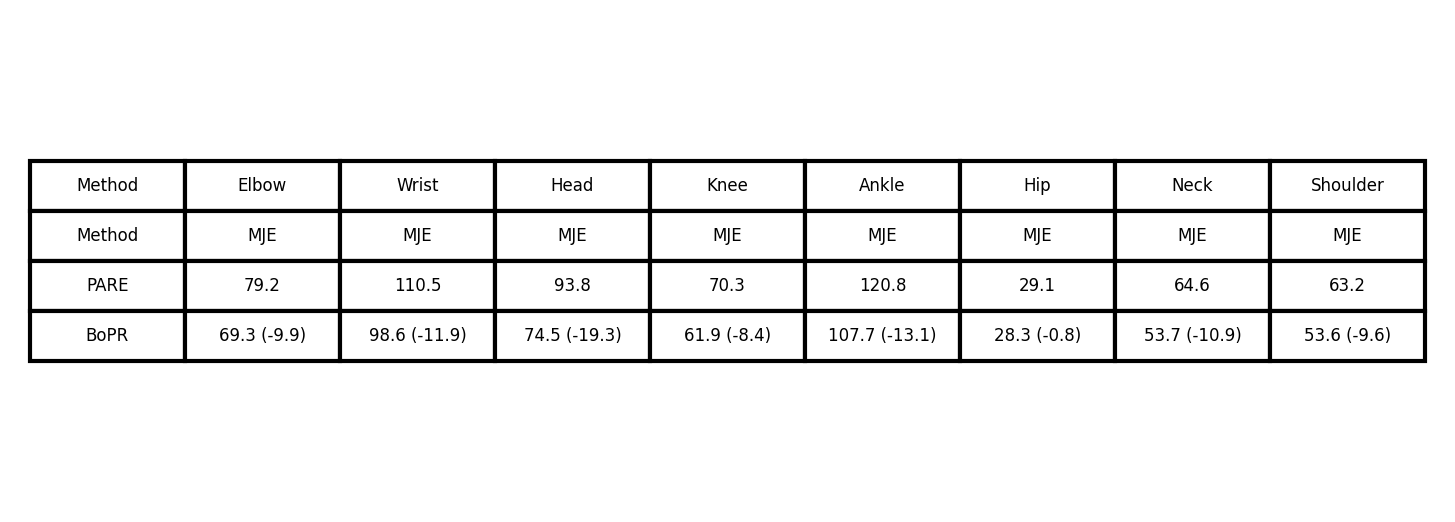 Method Elbow Wrist Head Knee Ankle Hip Neck Shoulder
Method MJE MJE MJE MJE MJE MJE MJE MJE
PARE 79.2 110.5 93.8 70.3 120.8 29.1 64.6 63.2
BoPR 69.3 (-9.9) 98.6 (-11.9) 74.5 (-19.3) 61.9 (-8.4) 107.7 (-13.1) 28.3 (-0.8) 53.7 (-10.9) 53.6 (-9.6)